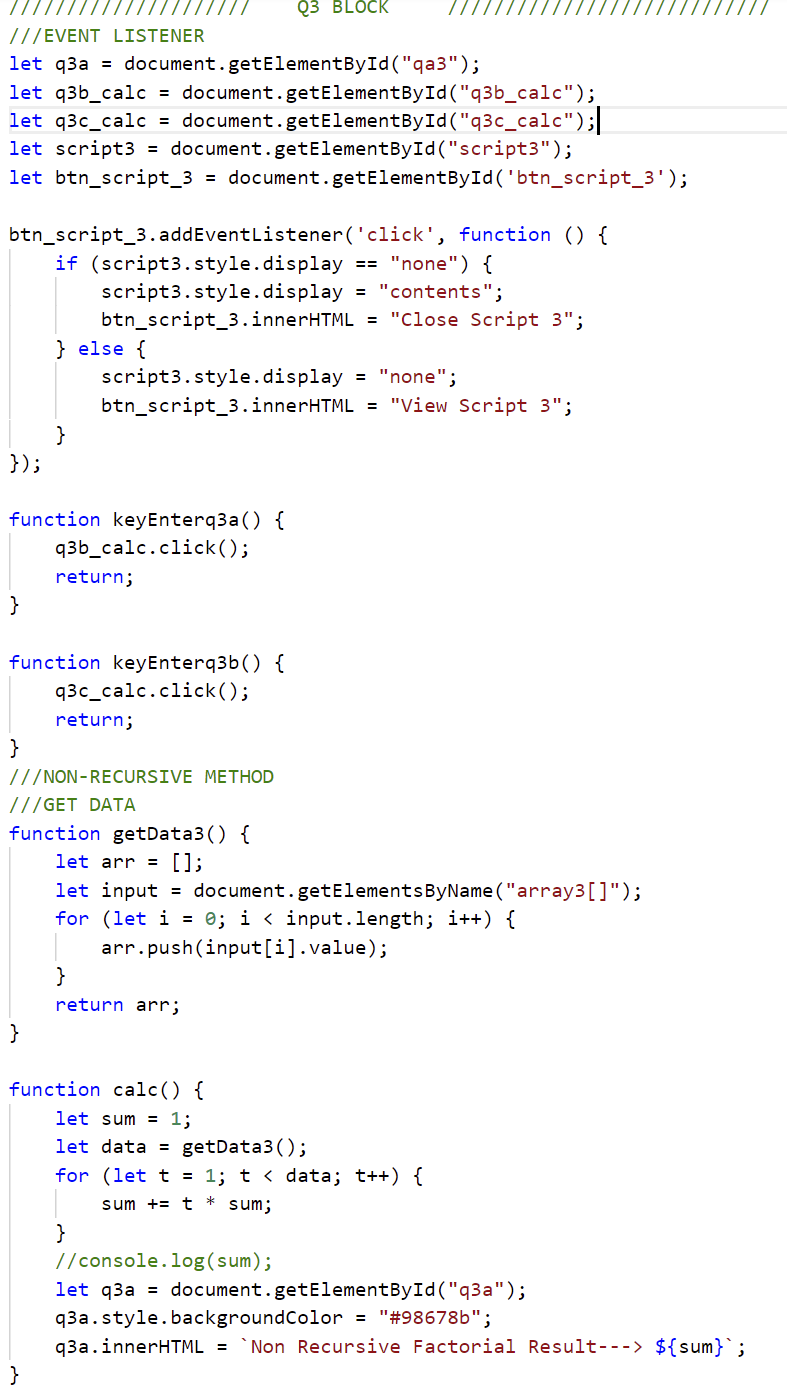 /////////////////////    Q3 BLOCK     ////////////////////////////
///EVENT LISTENER
let q3a = document.getElementById("qa3");
let q3b_calc = document.getElementById("q3b_calc");
let q3c_calc = document.getElementById("q3c_calc");
let script3 = document.getElementById("script3");
let btn_script_3 = document.getElementById('btn_script_3');

btn_script_3.addEventListener('click', function () {
    if (script3.style.display == "none") {
        script3.style.display = "contents";
        btn_script_3.innerHTML = "Close Script 3";
    } else {
        script3.style.display = "none";
        btn_script_3.innerHTML = "View Script 3";
    }
});

function keyEnterq3a() {
    q3b_calc.click();
    return;
}

function keyEnterq3b() {
    q3c_calc.click();
    return;
}
///NON-RECURSIVE METHOD
///GET DATA
function getData3() {
    let arr = [];
    let input = document.getElementsByName("array3[]");
    for (let i = 0; i < input.length; i++) {
        arr.push(input[i].value);
    }
    return arr;
}

function calc() {
    let sum = 1;
    let data = getData3();
    for (let t = 1; t < data; t++) {
        sum += t * sum;
    }
    //console.log(sum);
    let q3a = document.getElementById("q3a");
    q3a.style.backgroundColor = "#98678b";
    q3a.innerHTML = `Non Recursive Factorial Result---> ${sum}`;
}